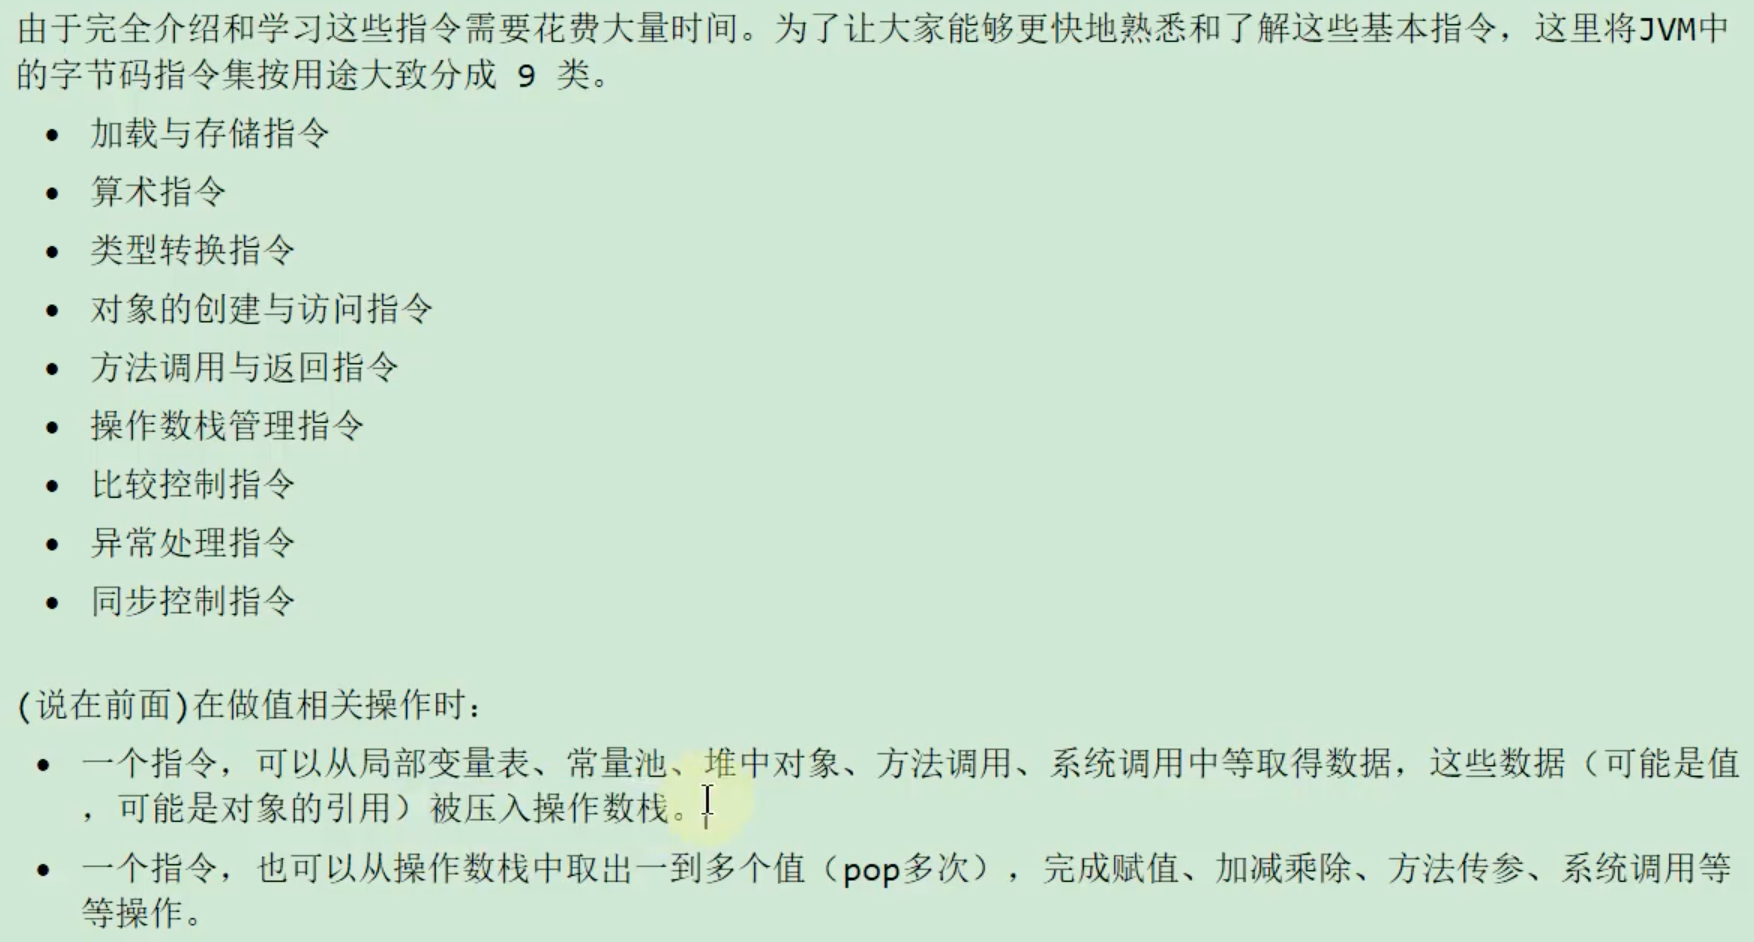 由于完全介绍和学习这些指令需要花费大量时间。为了让大家能够更快地熟悉和了解这些基本指令，这里将JVM中
的字节码指令集按用途大致分成 9 类。
• 加载与存储指令
• 算术指令
• 类型转换指令
• 对象的创建与访问指令
• 方法调用与返回指令
• 操作数栈管理指令
• 比较控制指令
• 异常处理指令
• 同步控制指令
(说在前面)在做值相关操作时：
• 一个指令，可以从局部变量表、常量池、堆中对象、方法调用、系统调用中等取得数据，这些数据（可能是值
，可能是对象的引用）被压入操作数栈。
• 一个指令，也可以从操作数栈中取出一到多个值（pop多次），完成赋值、加减乘除、方法传参、系统调用等
等操作。